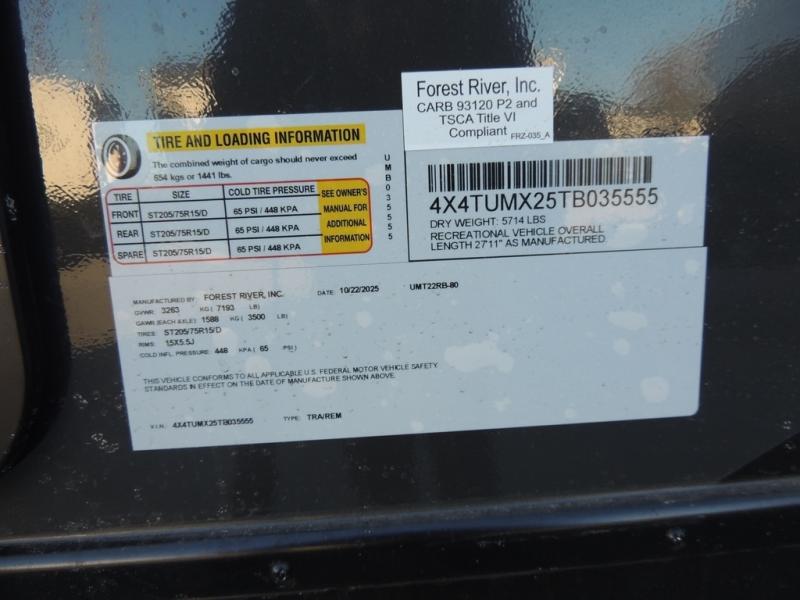 Forest River, Inc.
CARB 93120 P2 and
TSCA Title VI
Compliant FRZ-035_A
TIRE AND LOADING INFORMATION
The combined weight of cargo should never exceed
654 kgs or 1441 lbs.
TIRE SIZE COLD TIRE PRESSURE
FRONT ST205/75R15/D 65 PSI / 448 KPA
REAR ST205/75R15/D 65 PSI / 448 KPA
SPARE ST205/75R15/D 65 PSI / 448 KPA
SEE OWNER'S
MANUAL FOR
ADDITIONAL
INFORMATION
UMB035555
4X4TUMX25TB035555
DRY WEIGHT: 5714 LBS
RECREATIONAL VEHICLE OVERALL
LENGTH 27'11" AS MANUFACTURED.
MANUFACTURED BY: FOREST RIVER, INC. DATE: 10/22/2025 UMT22RB-80
GVWR: 3263 KG ( 7193 LB)
GAWR (EACH AXLE) 1588 KG ( 3500 LB)
TIRES: ST205/75R15/D
RIMS: 15X5.5J
COLD INFL. PRESSURE: 448 KPA ( 65 PSI)
THIS VEHICLE CONFORMS TO ALL APPLICABLE U.S. FEDERAL MOTOR VEHICLE SAFETY
STANDARDS IN EFFECT ON THE DATE OF MANUFACTURE SHOWN ABOVE.
V.I.N.: 4X4TUMX25TB035555 TYPE: TRA/REM